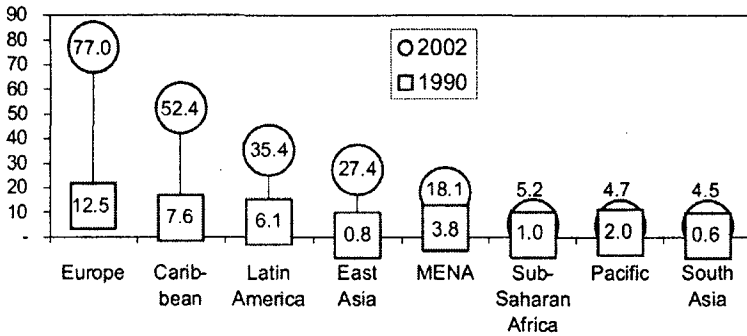 90
80
70
60
50
40
30
20
10
-
2002
1990
77.0
52.4
35.4
27.4
18.1
5.2
4.7
4.5
12.5
7.6
6.1
0.8
3.8
1.0
2.0
0.6
Europe
Carib-
bean
Latin
America
East
Asia
MENA
Sub-
Saharan
Africa
Pacific
South
Asia